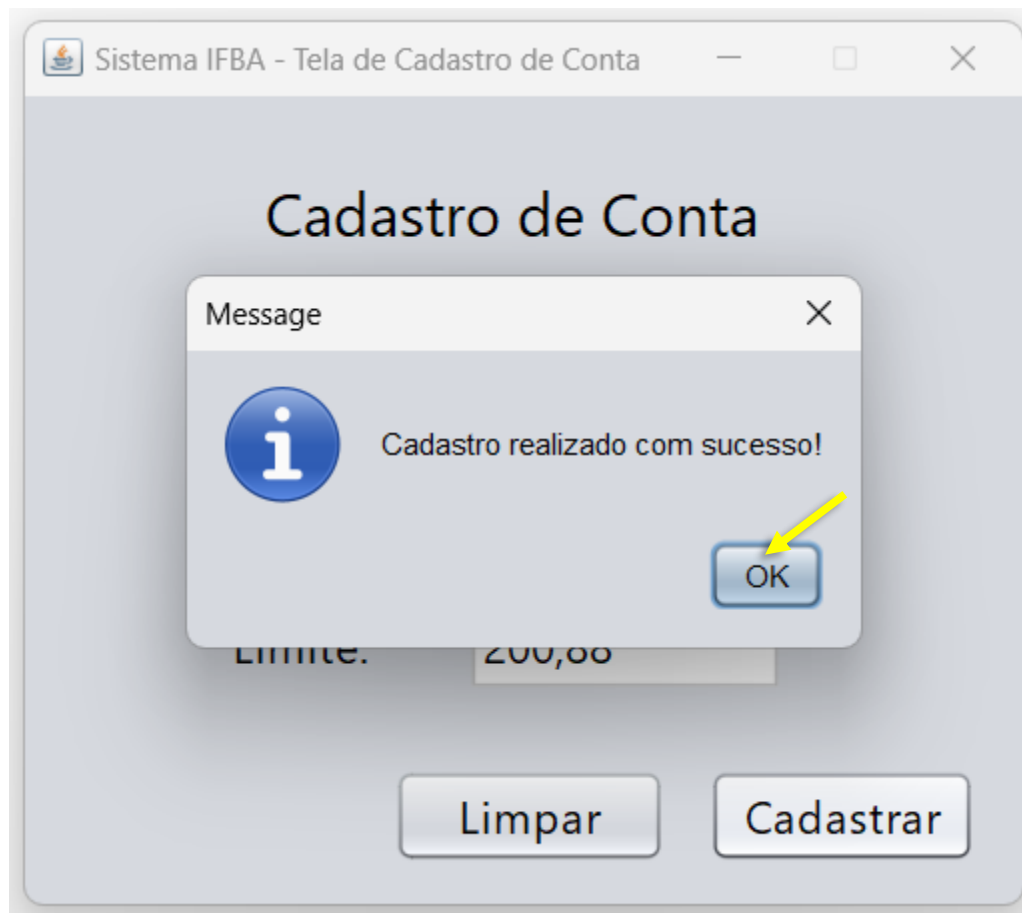 Sistema IFBA - Tela de Cadastro de Conta
Cadastro de Conta
Message
Cadastro realizado com sucesso!
OK
Limite: 200,88
Limpar Cadastrar